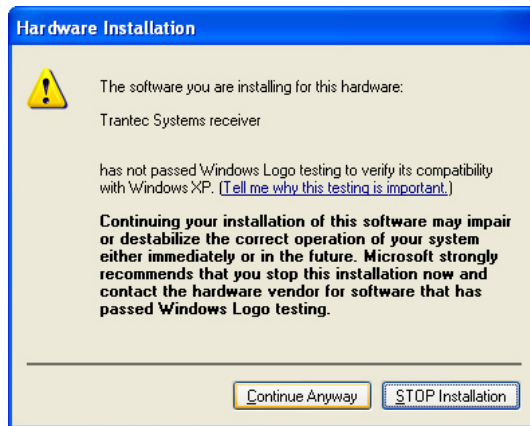 Hardware Installation
The software you are installing for this hardware:
Trantec Systems receiver
has not passed Windows Logo testing to verify its compatibility
with Windows XP. (Tell me why this testing is important.)
Continuing your installation of this software may impair
or destabilize the correct operation of your system
either immediately or in the future. Microsoft strongly
recommends that you stop this installation now and
contact the hardware vendor for software that has
passed Windows Logo testing.
Continue Anyway
STOP Installation